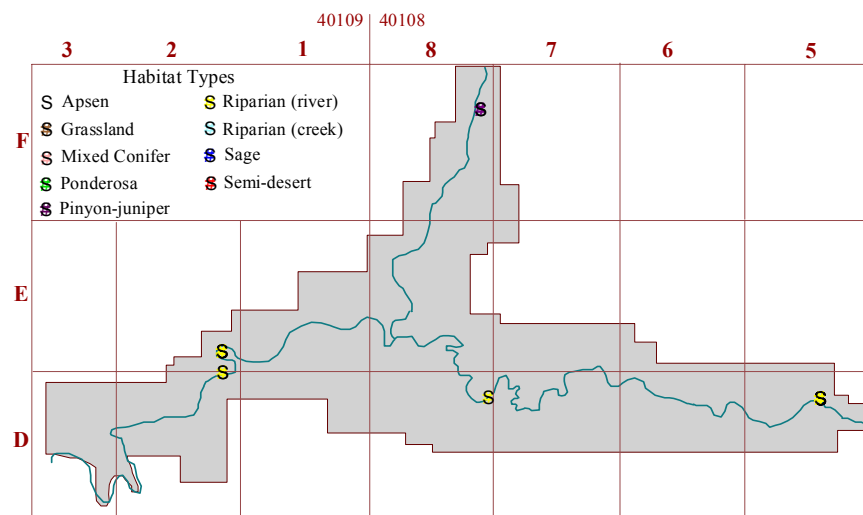 40109 40108
3 2 1 8 7 6 5
Habitat Types
S Apsen
S Riparian (river)
S Grassland
S Riparian (creek)
S Mixed Conifer
S Sage
S Ponderosa
S Semi-desert
S Pinyon-juniper
F
S
E
S
S
S
S
D